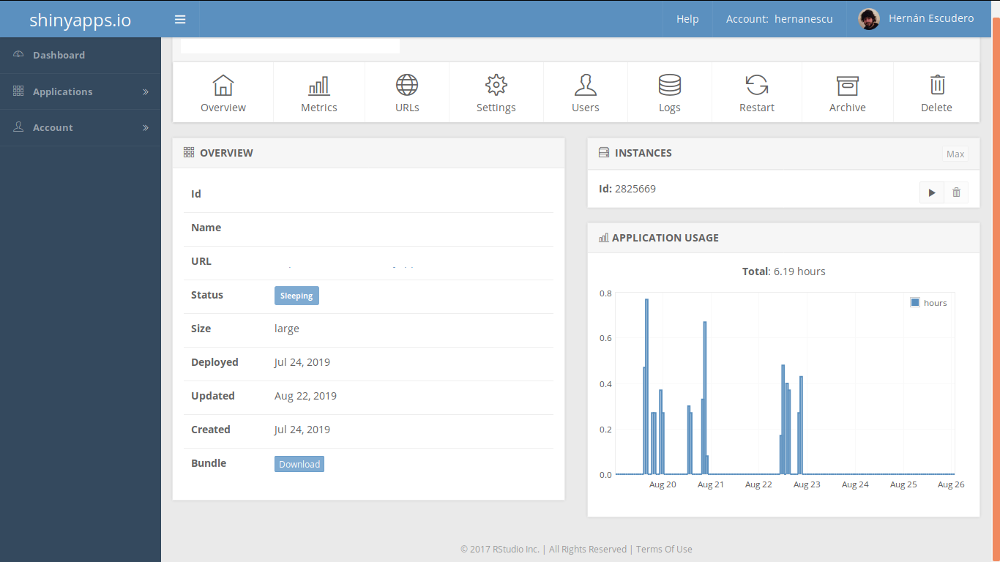 shinyapps.io
Help
Account: hernanescu
Hernán Escudero
Dashboard
Applications
Account
Overview
Metrics
URLs
Settings
Users
Logs
Restart
Archive
Delete
OVERVIEW
Id
Name
URL
Status Sleeping
Size large
Deployed Jul 24, 2019
Updated Aug 22, 2019
Created Jul 24, 2019
Bundle Download
INSTANCES
Max
Id: 2825669
APPLICATION USAGE
Total: 6.19 hours
hours
0.8
0.6
0.4
0.2
0.0
Aug 20 Aug 21 Aug 22 Aug 23 Aug 24 Aug 25 Aug 26
© 2017 RStudio Inc. | All Rights Reserved | Terms Of Use